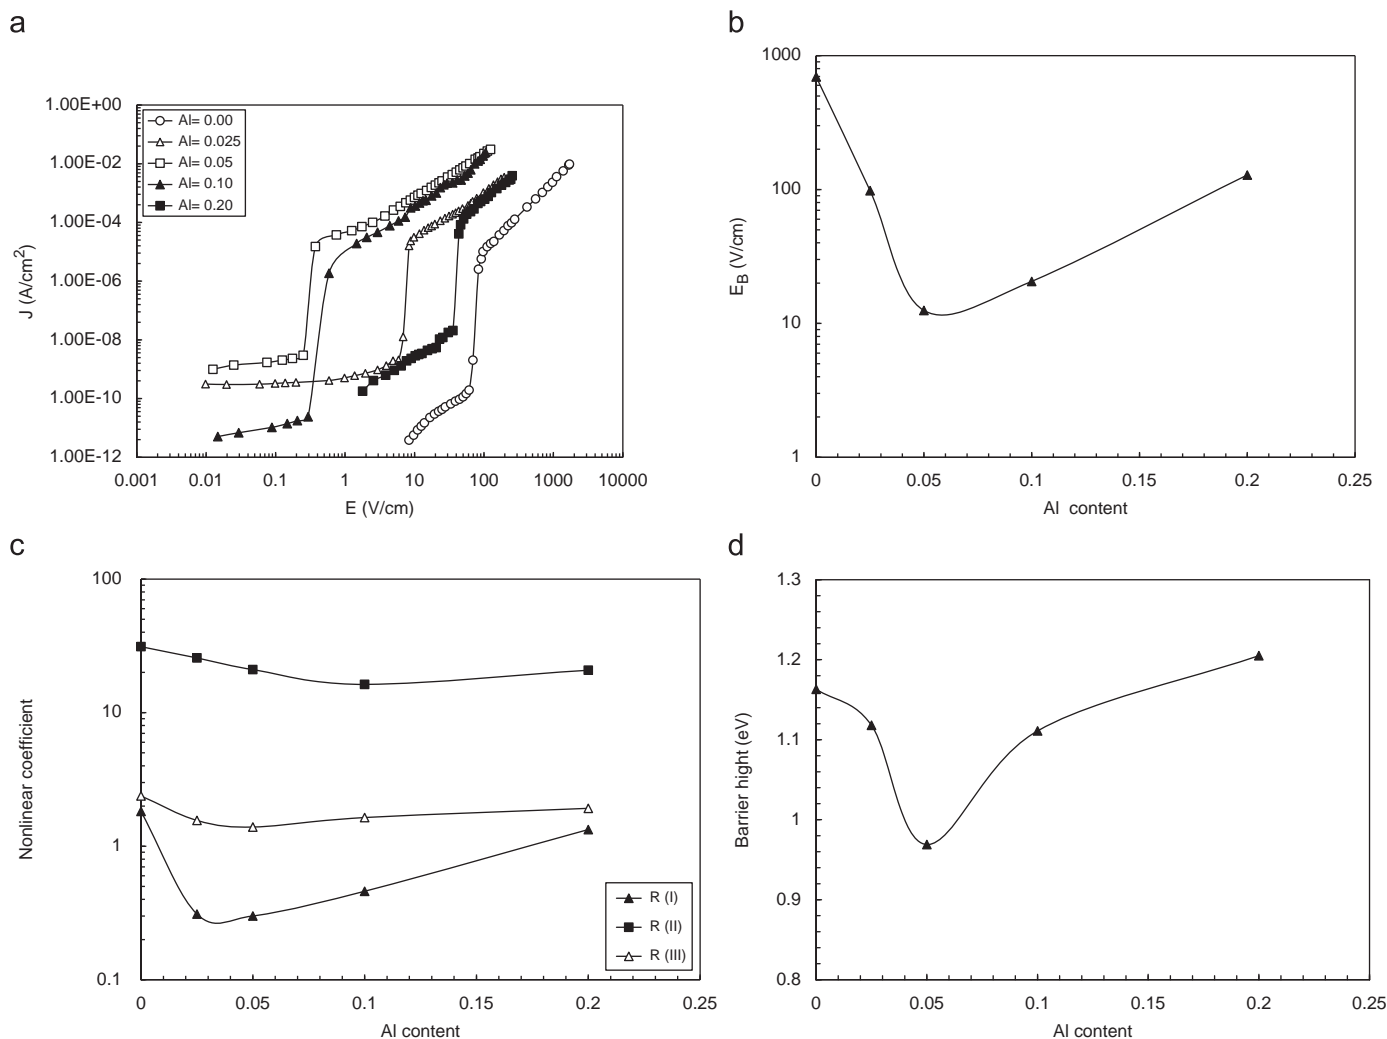 a
1.00E+00
1.00E-02
1.00E-04
1.00E-06
1.00E-08
1.00E-10
1.00E-12
J (A/cm2)
Al= 0.00
Al= 0.025
Al= 0.05
Al= 0.10
Al= 0.20
0.001 0.01 0.1 1 10 100 1000 10000
E (V/cm)
b
1000
100
10
1
EB (V/cm)
0 0.05 0.1 0.15 0.2 0.25
Al content
c
100
10
1
0.1
Nonlinear coefficient
R (I)
R (II)
R (III)
0 0.05 0.1 0.15 0.2 0.25
Al content
d
1.3
1.2
1.1
1
0.9
0.8
Barrier hight (eV)
0 0.05 0.1 0.15 0.2 0.25
Al content